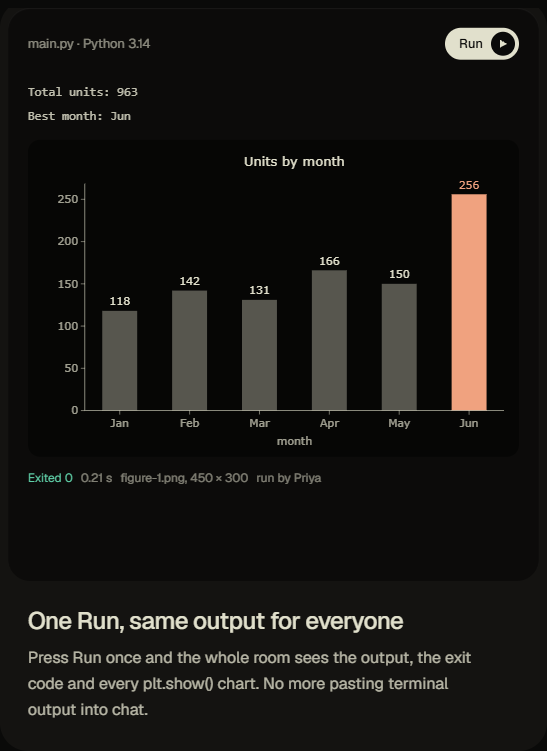 main.py · Python 3.14
Run
Total units: 963
Best month: Jun
Units by month
256
250
200
166
150
150
142
131
118
100
50
0
Jan Feb Mar Apr May Jun
month
Exited 0 0.21 s figure-1.png, 450 × 300 run by Priya
One Run, same output for everyone
Press Run once and the whole room sees the output, the exit
code and every plt.show() chart. No more pasting terminal
output into chat.